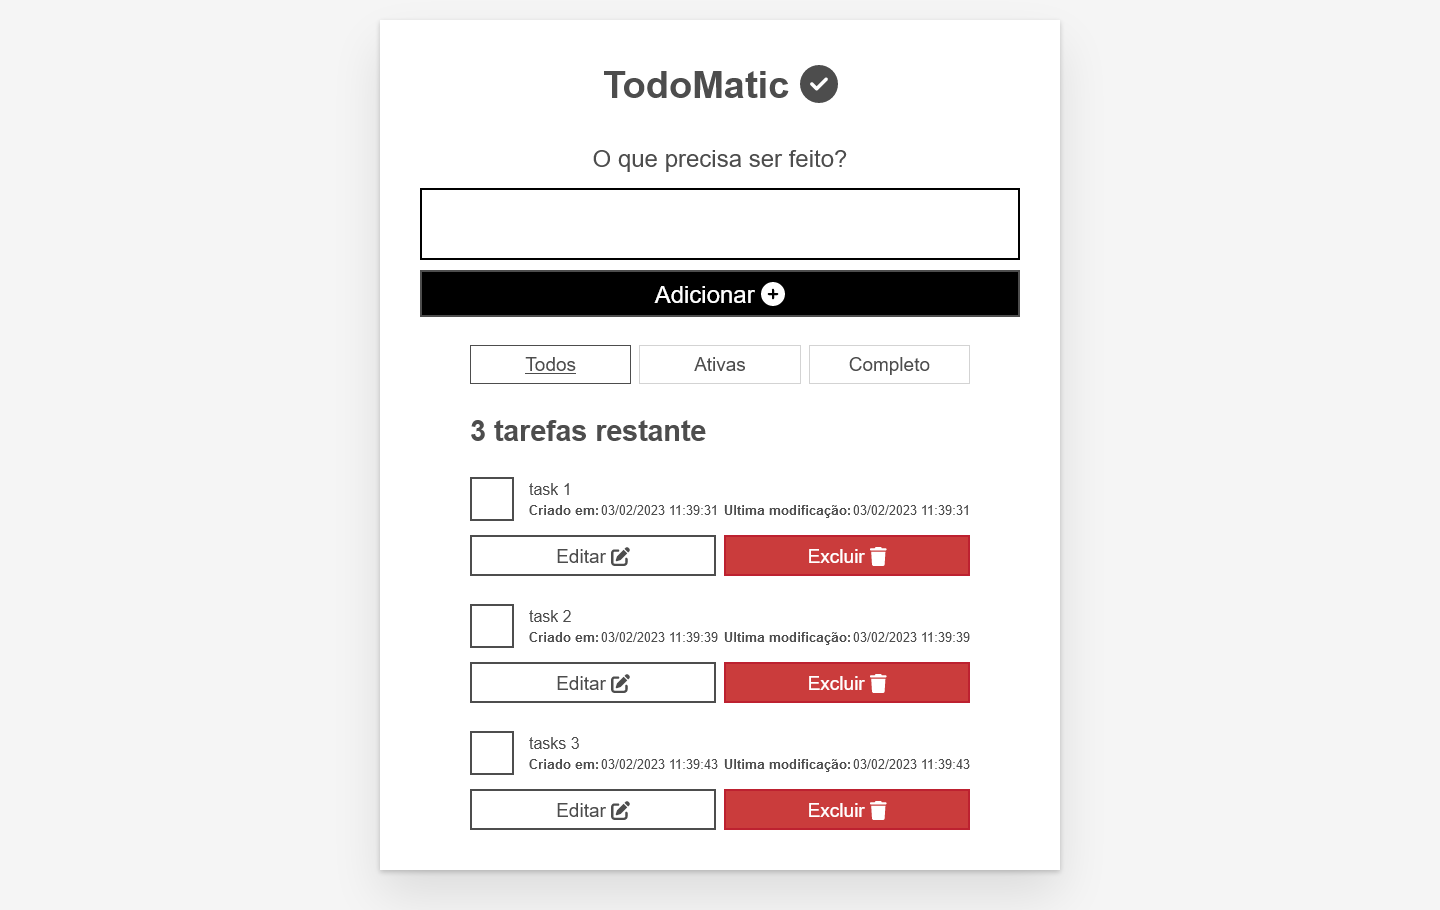 TodoMatic
O que precisa ser feito?
Adicionar
Todos Ativas Completo
3 tarefas restante
task 1
Criado em: 03/02/2023 11:39:31 Ultima modificação: 03/02/2023 11:39:31
Editar Excluir
task 2
Criado em: 03/02/2023 11:39:39 Ultima modificação: 03/02/2023 11:39:39
Editar Excluir
tasks 3
Criado em: 03/02/2023 11:39:43 Ultima modificação: 03/02/2023 11:39:43
Editar Excluir